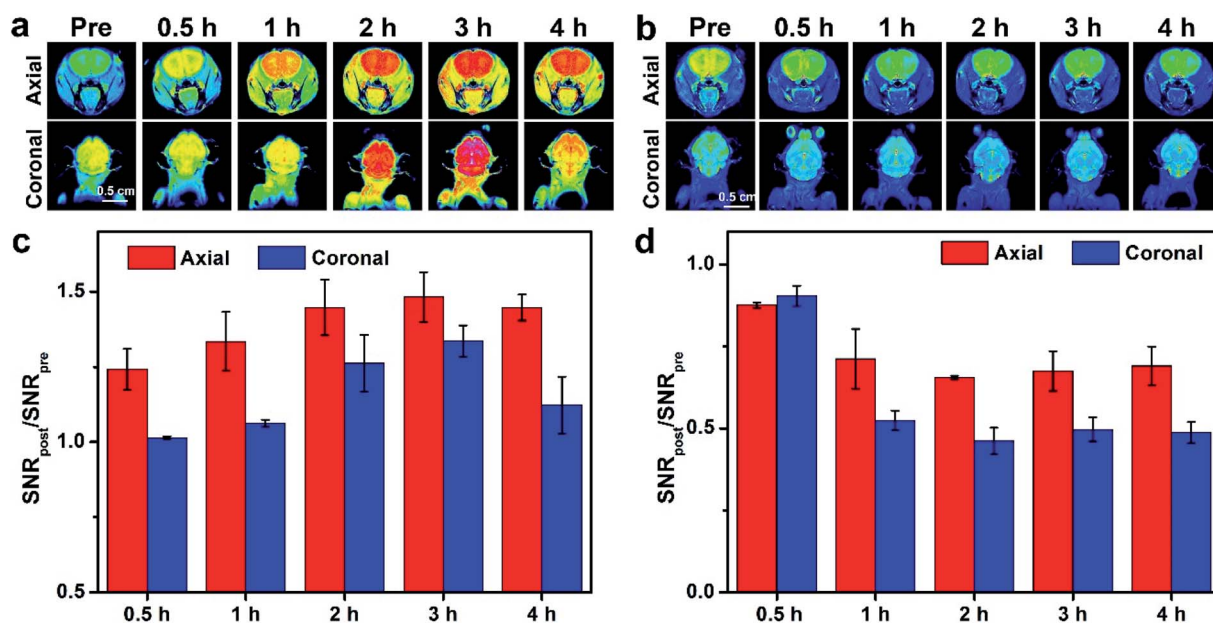 a Pre 0.5 h 1 h 2 h 3 h 4 h
Axial
Coronal
0.5 cm
b Pre 0.5 h 1 h 2 h 3 h 4 h
Axial
Coronal
0.5 cm
c
Axial Coronal
SNRpost/SNRpre
1.5
1.0
0.5
0.5 h 1 h 2 h 3 h 4 h
d
Axial Coronal
SNRpost/SNRpre
1.0
0.5
0.0
0.5 h 1 h 2 h 3 h 4 h